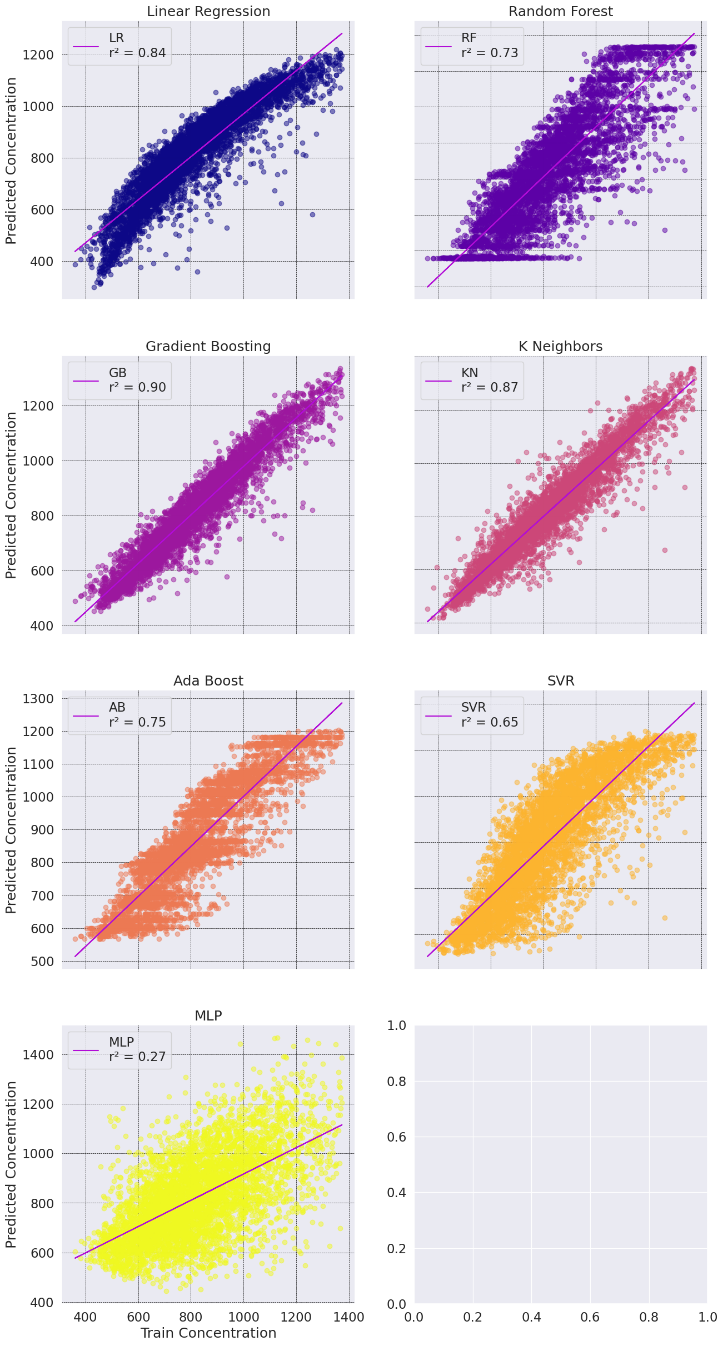 Linear Regression
LR
r² = 0.84
1200
1000
800
600
400
Predicted Concentration
Random Forest
RF
r² = 0.73
Gradient Boosting
GB
r² = 0.90
1200
1000
800
600
400
Predicted Concentration
K Neighbors
KN
r² = 0.87
Ada Boost
AB
r² = 0.75
1300
1200
1100
1000
900
800
700
600
500
Predicted Concentration
SVR
SVR
r² = 0.65
MLP
MLP
r² = 0.27
1400
1200
1000
800
600
400
Predicted Concentration
400 600 800 1000 1200 1400
Train Concentration
1.0
0.8
0.6
0.4
0.2
0.0
0.0 0.2 0.4 0.6 0.8 1.0